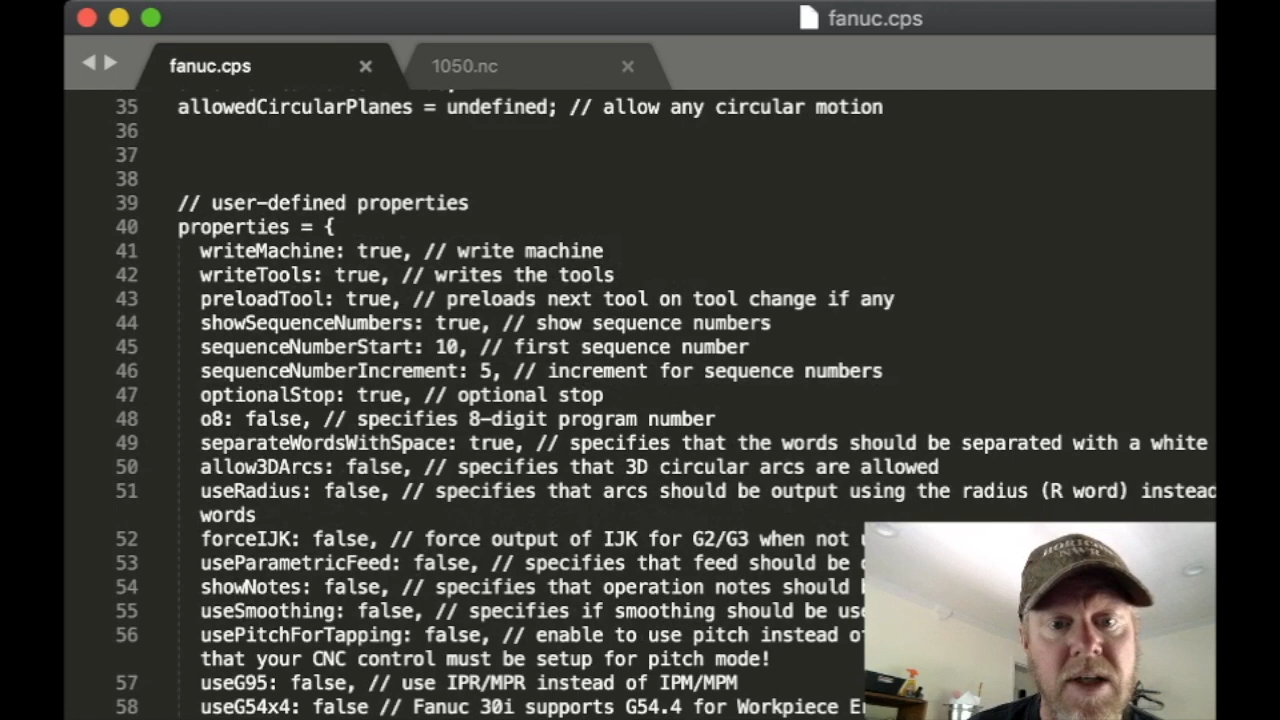 fanuc.cps
fanuc.cps
1050.nc
35 allowedCircularPlanes = undefined; // allow any circular motion
36
37
38
39 // user-defined properties
40 properties = {
41 writeMachine: true, // write machine
42 writeTools: true, // writes the tools
43 preloadTool: true, // preloads next tool on tool change if any
44 showSequenceNumbers: true, // show sequence numbers
45 sequenceNumberStart: 10, // first sequence number
46 sequenceNumberIncrement: 5, // increment for sequence numbers
47 optionalStop: true, // optional stop
48 o8: false, // specifies 8-digit program number
49 separateWordsWithSpace: true, // specifies that the words should be separated with a white
50 allow3DArcs: false, // specifies that 3D circular arcs are allowed
51 useRadius: false, // specifies that arcs should be output using the radius (R word) instead
words
52 forceIJK: false, // force output of IJK for G2/G3 when not
53 useParametricFeed: false, // specifies that feed should be
54 showNotes: false, // specifies that operation notes should
55 useSmoothing: false, // specifies if smoothing should be
56 usePitchForTapping: false, // enable to use pitch instead
that your CNC control must be setup for pitch mode!
57 useG95: false, // use IPR/MPR instead of IPM/MPM
58 useG54x4: false // Fanuc 30i supports G54.4 for Workpiece
HORICON
NWR